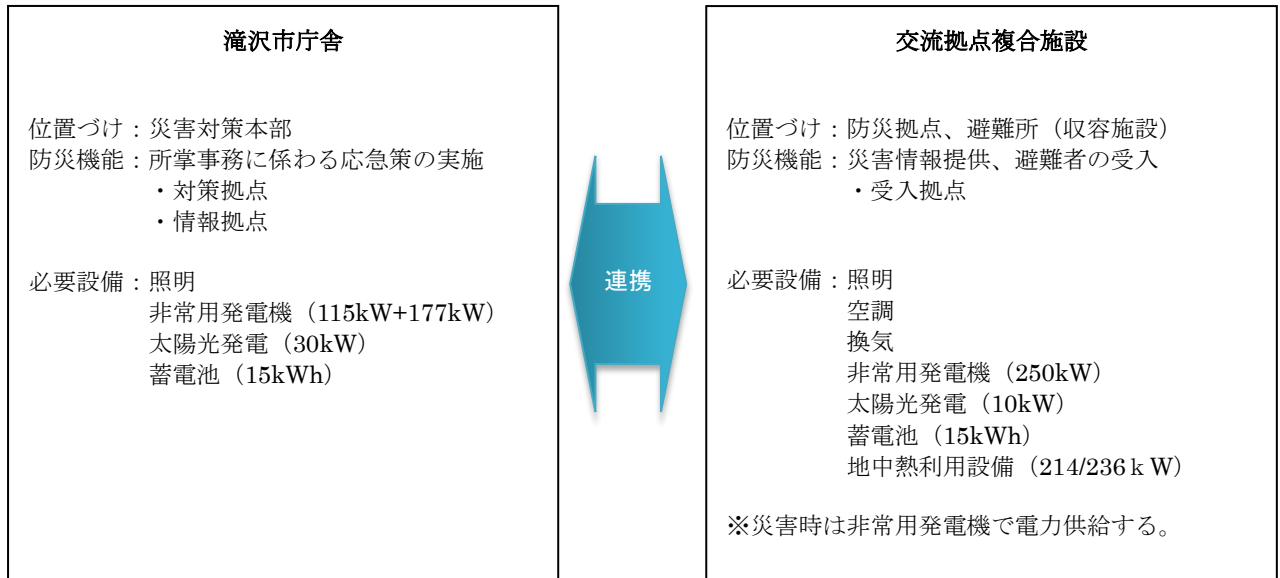 滝沢市庁舎
位置づけ：災害対策本部
防災機能：所掌事務に係わる応急策の実施
・対策拠点
・情報拠点
必要設備：照明
非常用発電機（115kW+177kW）
太陽光発電（30kW）
蓄電池（15kWh）
連携
交流拠点複合施設
位置づけ：防災拠点、避難所（収容施設）
防災機能：災害情報提供、避難者の受入
・受入拠点
必要設備：照明
空調
換気
非常用発電機（250kW）
太陽光発電（10kW）
蓄電池（15kWh）
地中熱利用設備（214/236ｋW）
※災害時は非常用発電機で電力供給する。